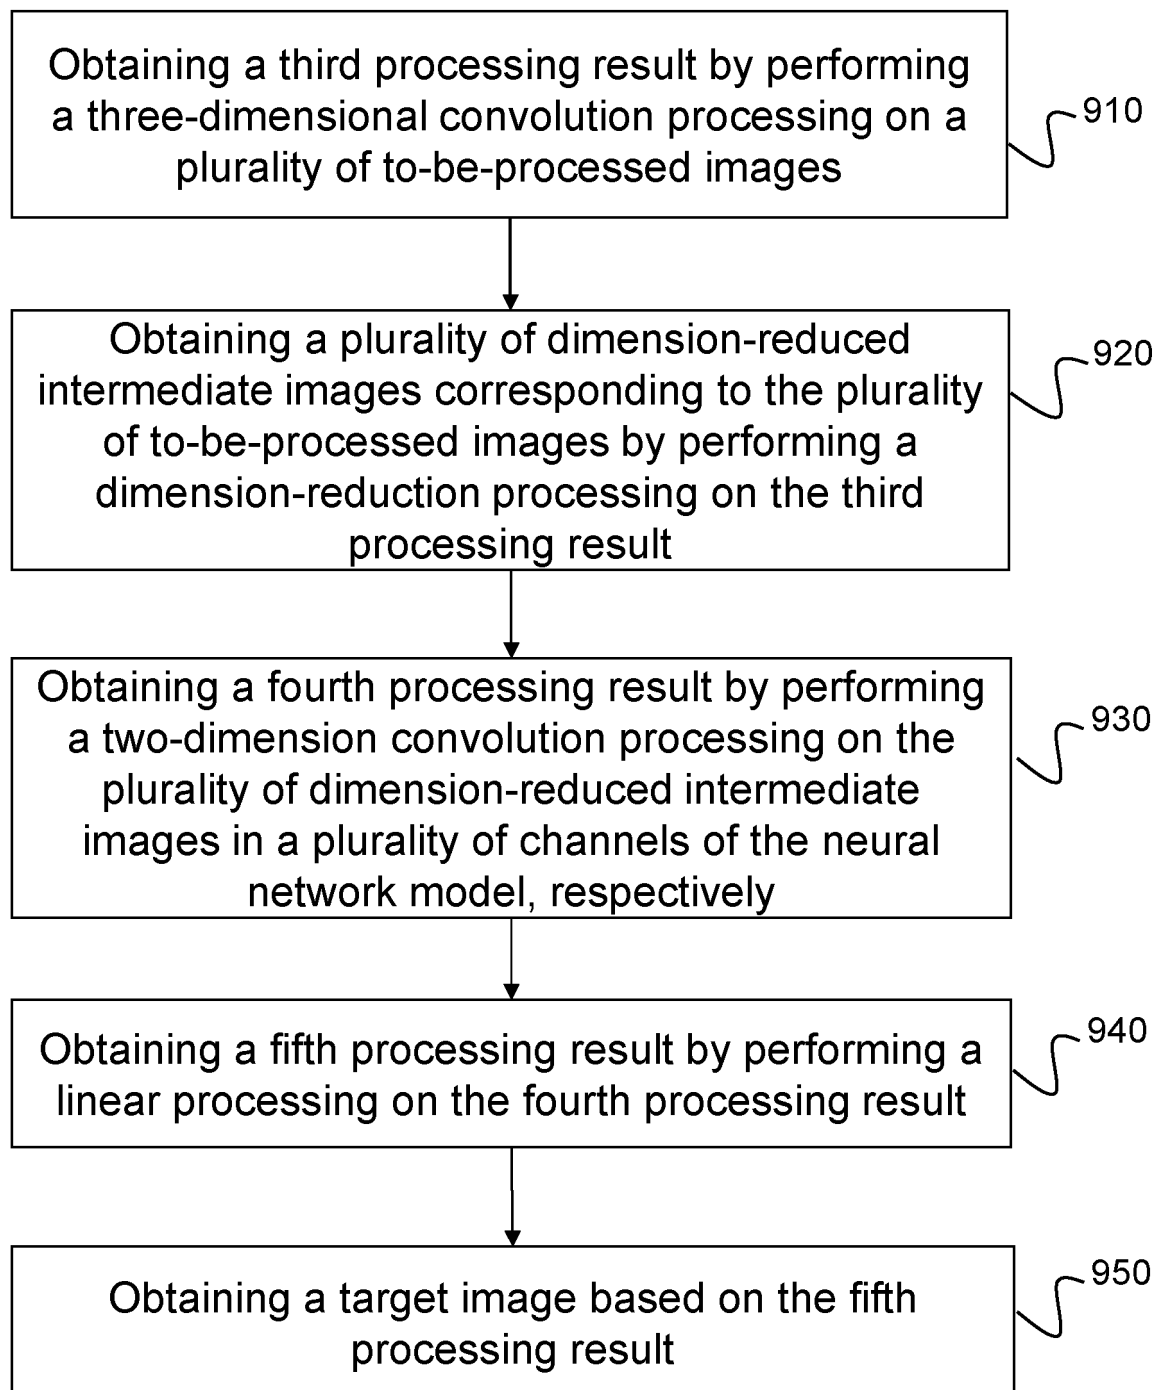 Obtaining a third processing result by performing
a three-dimensional convolution processing on a
plurality of to-be-processed images
910
Obtaining a plurality of dimension-reduced
intermediate images corresponding to the plurality
of to-be-processed images by performing a
dimension-reduction processing on the third
processing result
920
Obtaining a fourth processing result by performing
a two-dimension convolution processing on the
plurality of dimension-reduced intermediate
images in a plurality of channels of the neural
network model, respectively
930
Obtaining a fifth processing result by performing a
linear processing on the fourth processing result
940
Obtaining a target image based on the fifth
processing result
950